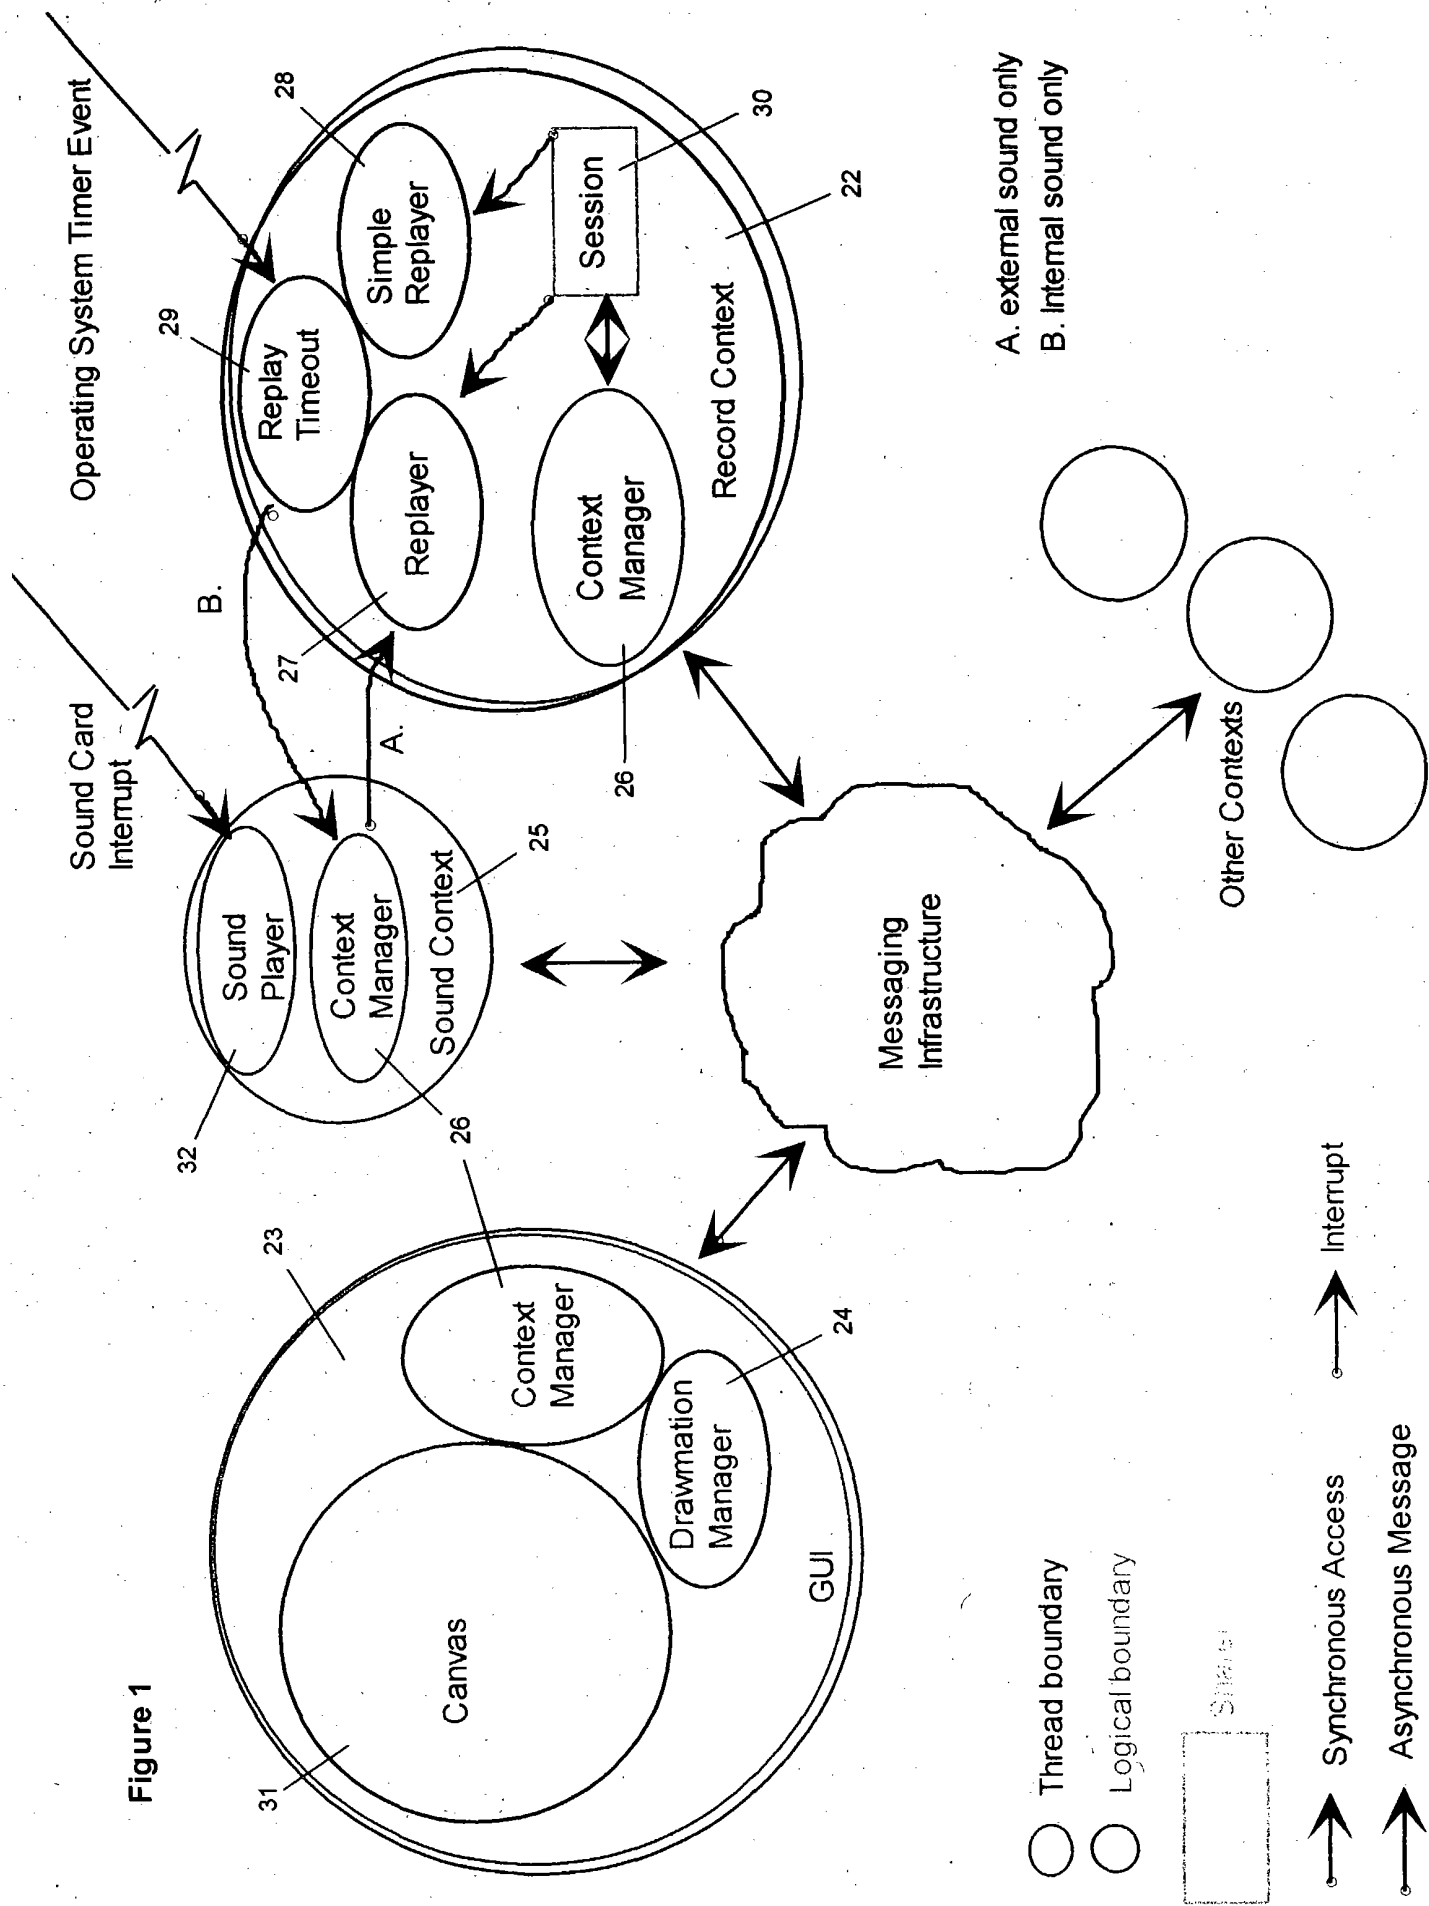 Figure 1
Operating System Timer Event
Sound Card
Interrupt
B.
A.
29
28
Replay
Timeout
Simple
Replayer
Replayer
27
Session
30
Context
Manager
26
Record Context
22
A. external sound only
B. Internal sound only
32
Sound
Player
Context
Manager
Sound Context
25
26
23
Context
Manager
31
Canvas
Drawmation
Manager
24
GUI
Messaging
Infrastructure
Other Contexts
Thread boundary
Logical boundary
Synchronous Access
Asynchronous Message
Interrupt